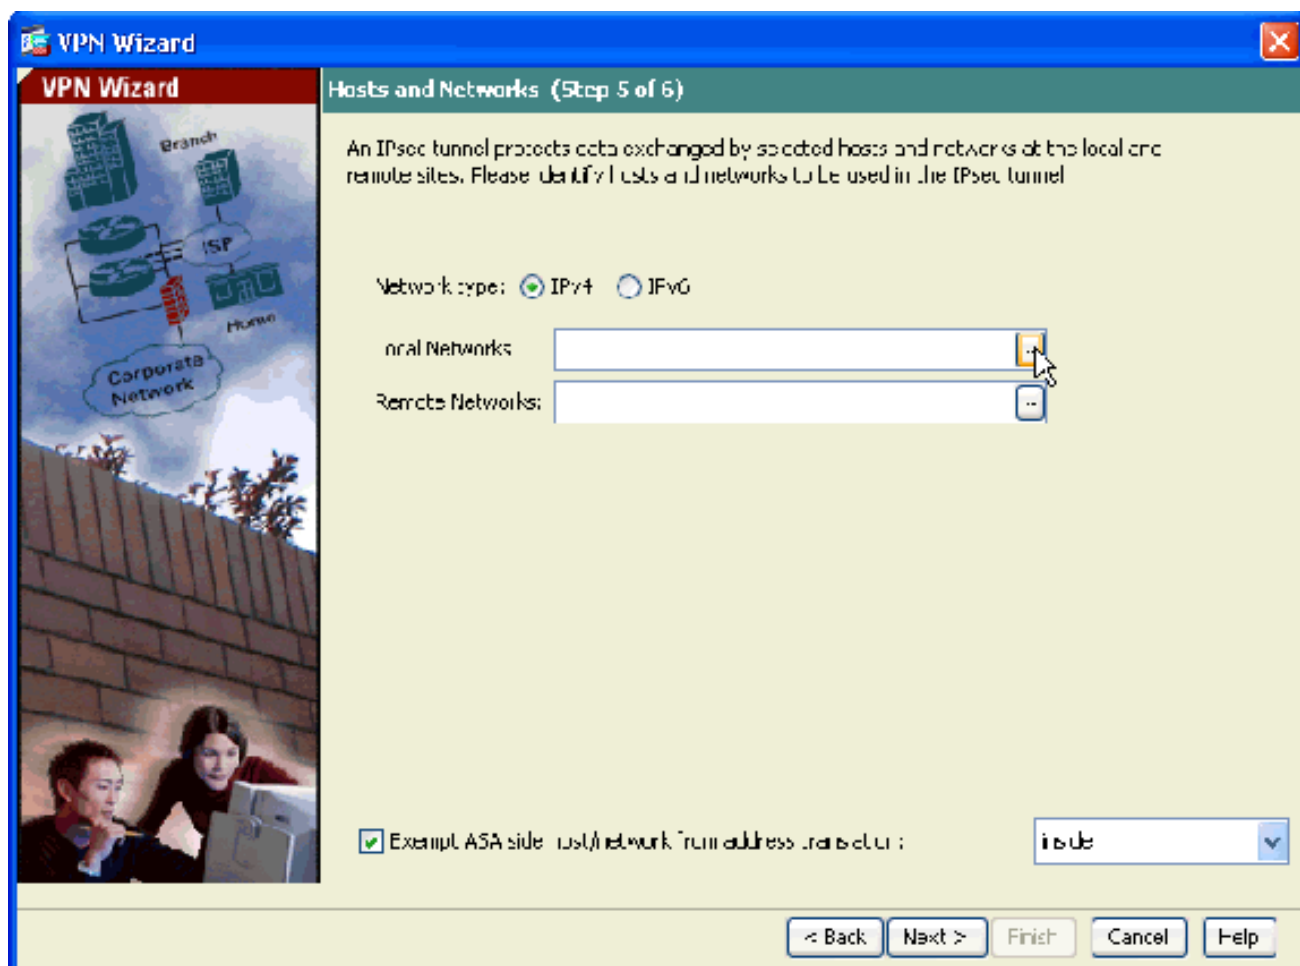 VPN Wizard
VPN Wizard
Hosts and Networks (Step 5 of 6)
Branch
ISP
Home
Corporate
Network
An IPsec tunnel protects data exchanged by selected hosts and networks at the local and
remote sites. Please identify hosts and networks to be used in the IPsec tunnel
Network type: IPv4 IPv6
Local Networks
Remote Networks:
Exempt ASA side host/network from address translation: inside
< Back Next > Finish Cancel Help